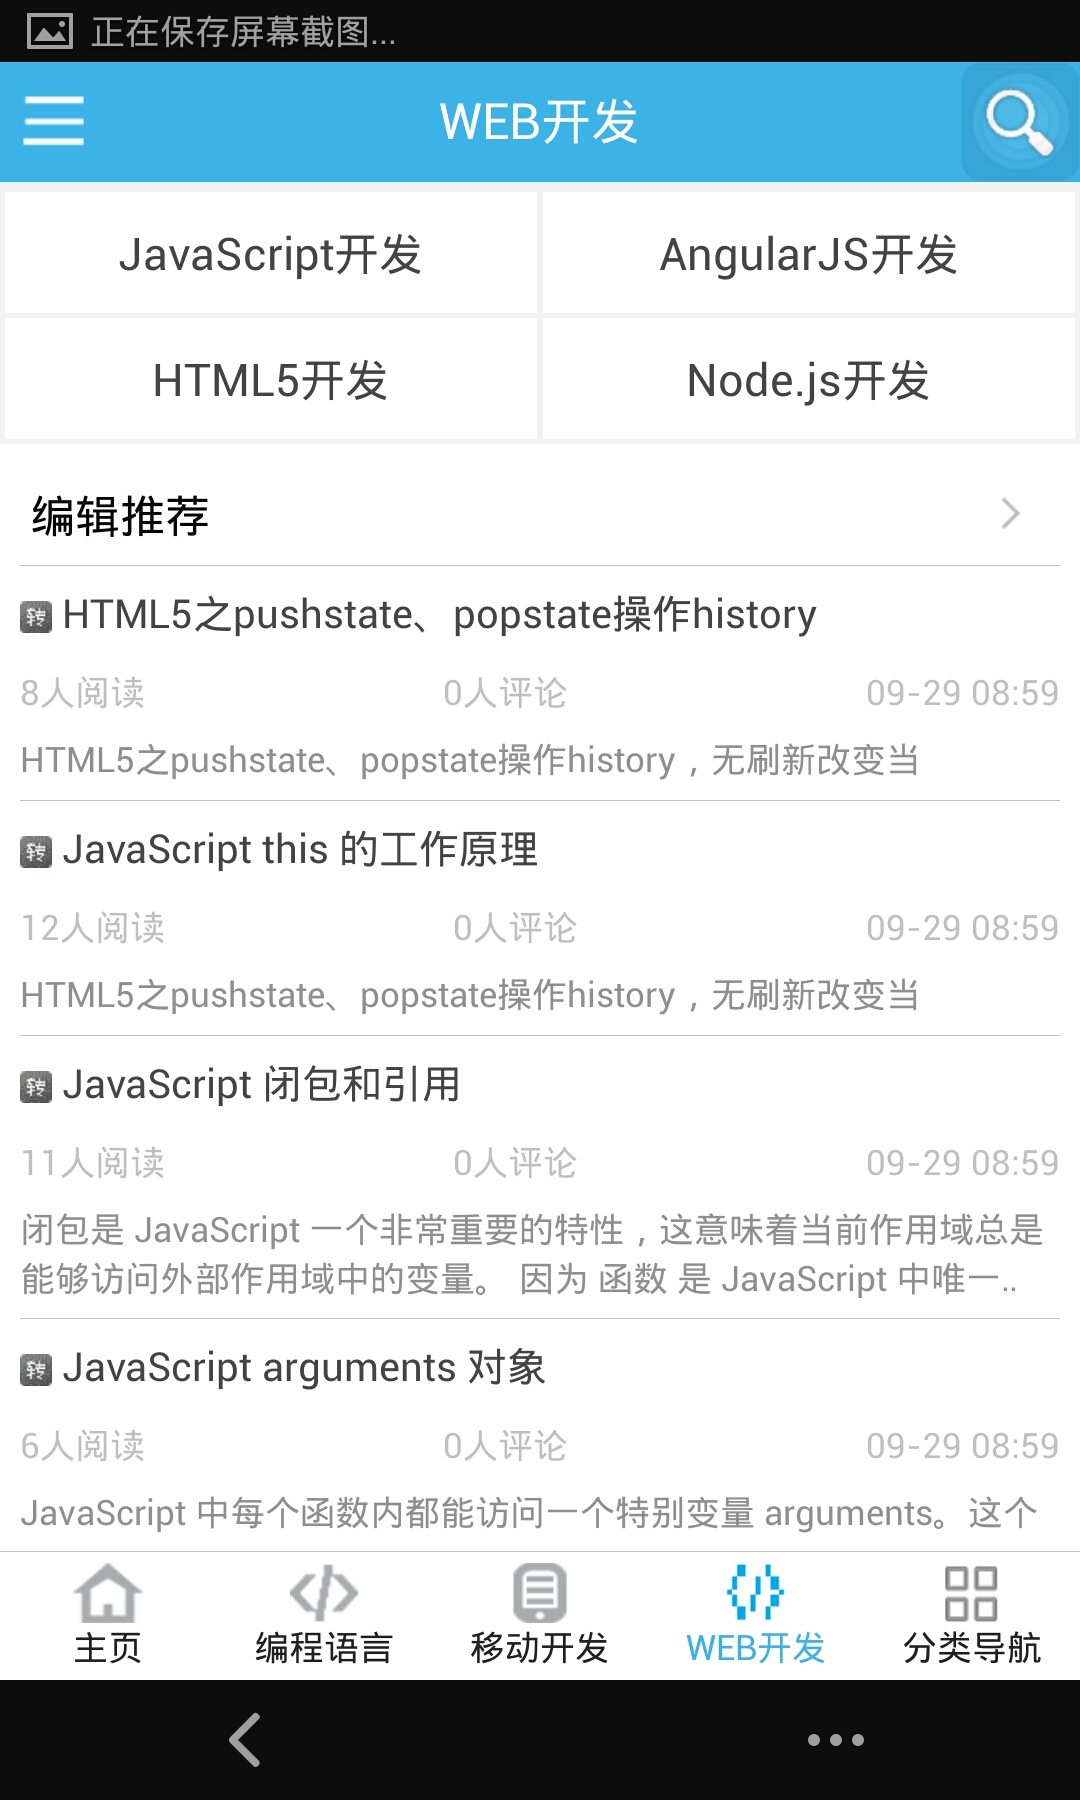 正在保存屏幕截图...
WEB开发
JavaScript开发
AngularJS开发
HTML5开发
Node.js开发
编辑推荐
转 HTML5之pushstate、popstate操作history
8人阅读 0人评论 09-29 08:59
HTML5之pushstate、popstate操作history，无刷新改变当
转 JavaScript this 的工作原理
12人阅读 0人评论 09-29 08:59
HTML5之pushstate、popstate操作history，无刷新改变当
转 JavaScript 闭包和引用
11人阅读 0人评论 09-29 08:59
闭包是 JavaScript 一个非常重要的特性，这意味着当前作用域总是
能够访问外部作用域中的变量。 因为 函数 是 JavaScript 中唯一..
转 JavaScript arguments 对象
6人阅读 0人评论 09-29 08:59
JavaScript 中每个函数内都能访问一个特别变量 arguments。这个
主页
编程语言
移动开发
WEB开发
分类导航